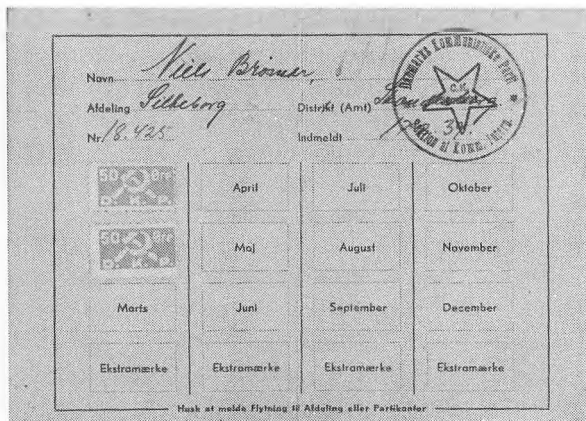 Navn Niels Brömer,
Afdeling Silkeborg Distrikt (Amt)
Nr. 18.425 Indmeldt
Danmarks Kommunistiske Parti
C.K.
Sektion af Komm. Intern.
50 Øre April Juli Oktober
D.K.P.
50 Øre Maj August November
D.K.P.
Marts Juni September December
Ekstramærke Ekstramærke Ekstramærke Ekstramærke
Husk at melde Flytning til Afdeling eller Partikontor